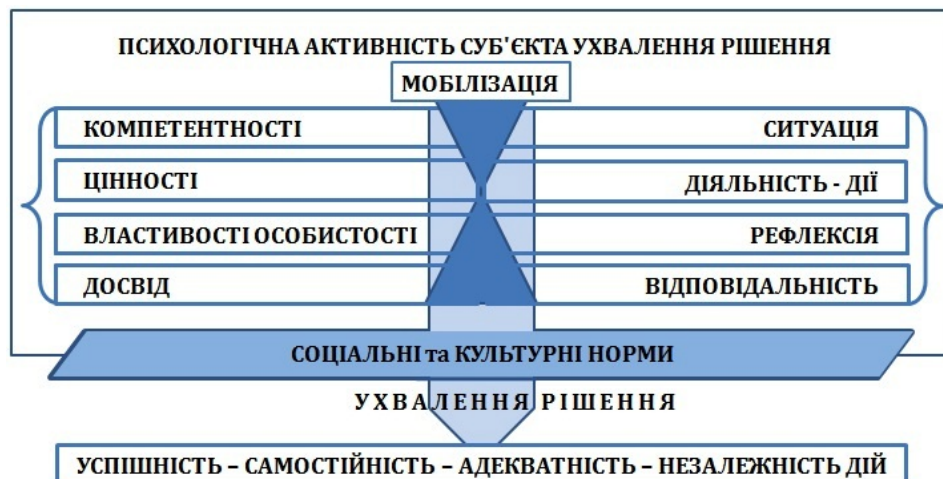 ПСИХОЛОГІЧНА АКТИВНІСТЬ СУБ'ЄКТА УХВАЛЕННЯ РІШЕННЯ
МОБІЛІЗАЦІЯ
КОМПЕТЕНТНОСТІ
СИТУАЦІЯ
ЦІННОСТІ
ДІЯЛЬНІСТЬ - ДІЇ
ВЛАСТИВОСТІ ОСОБИСТОСТІ
РЕФЛЕКСІЯ
ДОСВІД
ВІДПОВІДАЛЬНІСТЬ
СОЦІАЛЬНІ та КУЛЬТУРНІ НОРМИ
УХВАЛЕННЯ РІШЕННЯ
УСПІШНІСТЬ – САМОСТІЙНІСТЬ – АДЕКВАТНІСТЬ – НЕЗАЛЕЖНІСТЬ ДІЙ